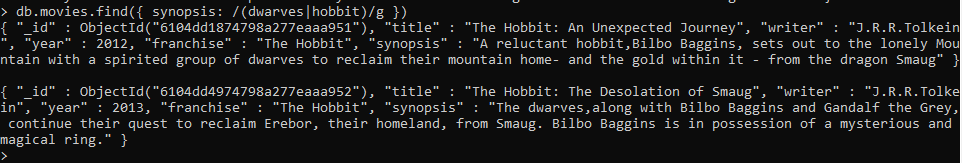 > db.movies.find({ synopsis: /(dwarves|hobbit)/g })
{ "_id" : ObjectId("6104dd1874798a277eaaa951"), "title" : "The Hobbit: An Unexpected Journey", "writer" : "J.R.R.Tolkein
", "year" : 2012, "franchise" : "The Hobbit", "synopsis" : "A reluctant hobbit,Bilbo Baggins, sets out to the lonely Mou
ntain with a spirited group of dwarves to reclaim their mountain home- and the gold within it - from the dragon Smaug" }
{ "_id" : ObjectId("6104dd4974798a277eaaa952"), "title" : "The Hobbit: The Desolation of Smaug", "writer" : "J.R.R.Tolke
in", "year" : 2013, "franchise" : "The Hobbit", "synopsis" : "The dwarves,along with Bilbo Baggins and Gandalf the Grey,
 continue their quest to reclaim Erebor, their homeland, from Smaug. Bilbo Baggins is in possession of a mysterious and
magical ring." }
>